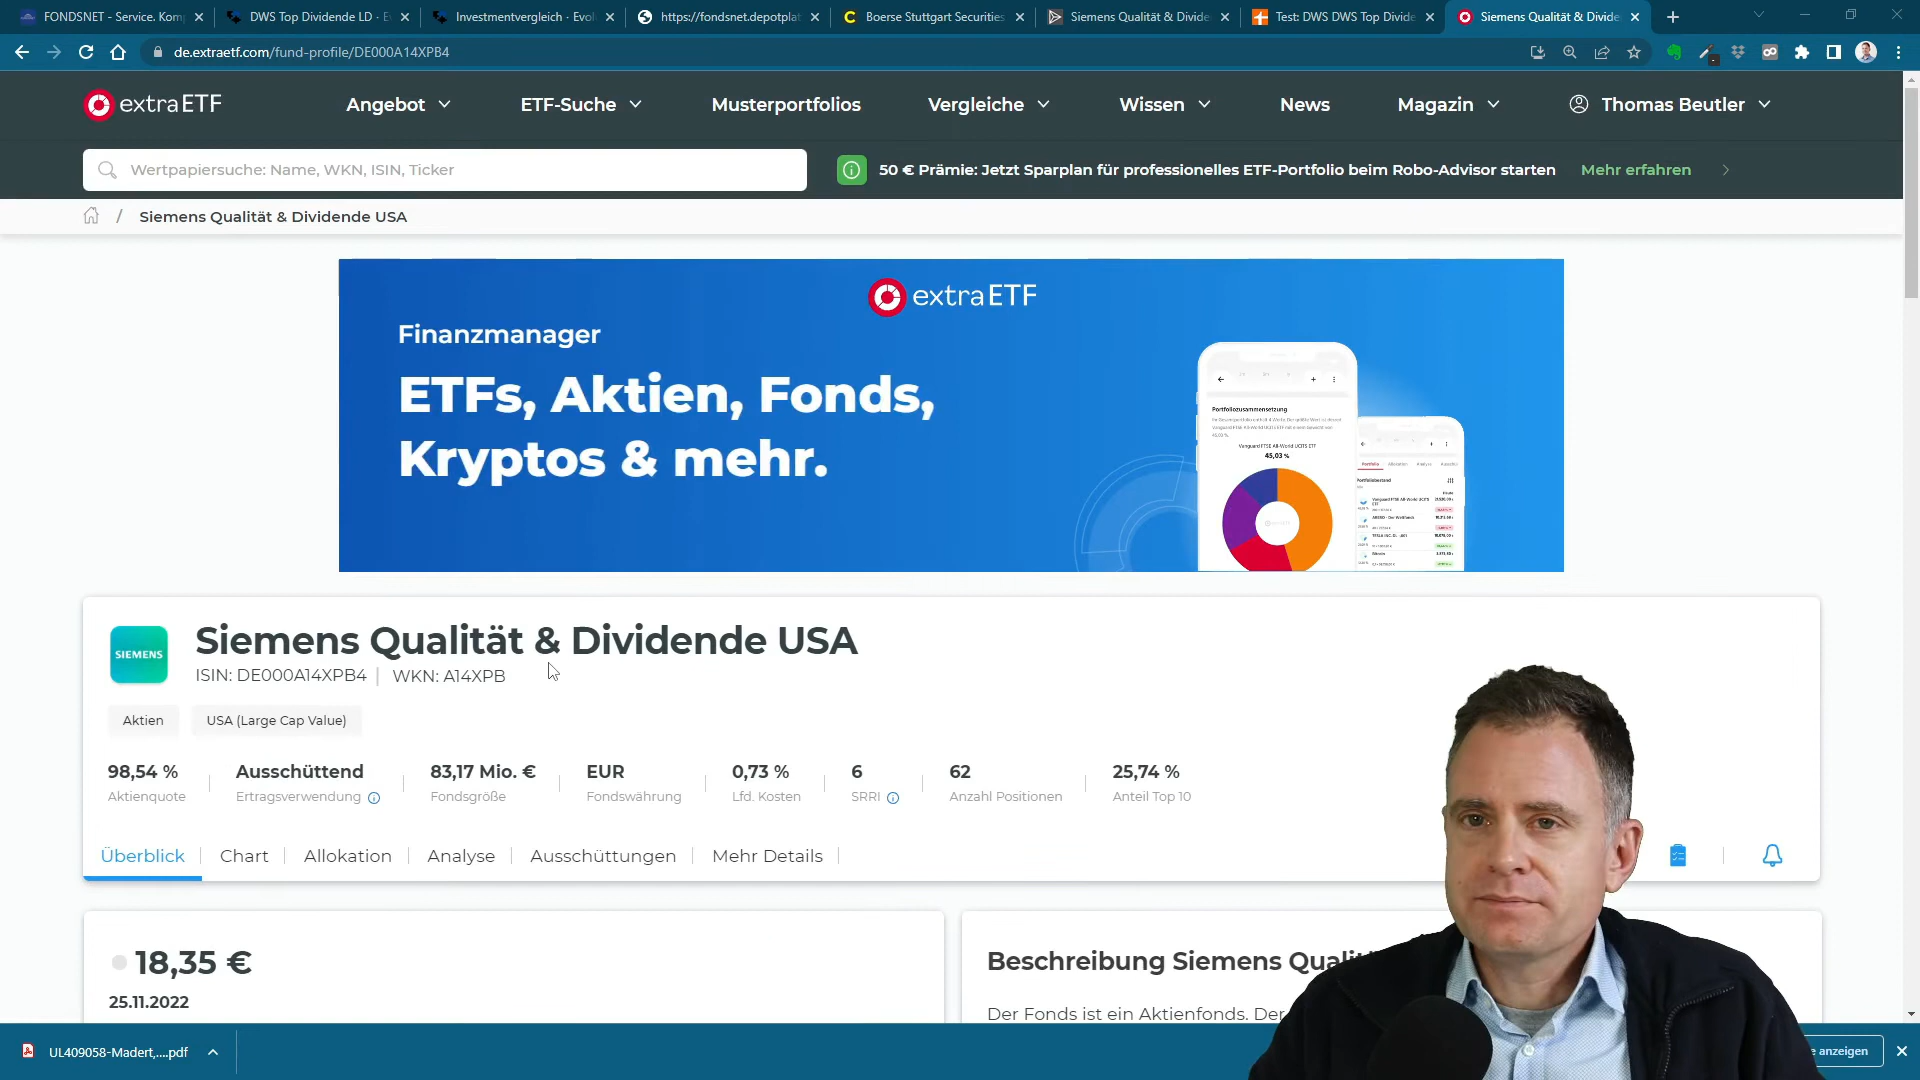 FONDSNET - Service. Kom
DWS Top Dividende LD - E
Investmentvergleich - Evol
https://fondsnet.depotplat
Boerse Stuttgart Securities
Siemens Qualität & Divide
Test: DWS DWS Top Divide
Siemens Qualität & Divide
de.extraetf.com/fund-profile/DE000A14XPB4
extraETF
Angebot
ETF-Suche
Musterportfolios
Vergleiche
Wissen
News
Magazin
Thomas Beutler
Wertpapiersuche: Name, WKN, ISIN, Ticker
50 € Prämie: Jetzt Sparplan für professionelles ETF-Portfolio beim Robo-Advisor starten
Mehr erfahren
/ Siemens Qualität & Dividende USA
extraETF
Finanzmanager
ETFs, Aktien, Fonds,
Kryptos & mehr.
Portfoliozusammensetzung
Vanguard FTSE All-World UCITS ETF
45,03 %
SIEMENS
Siemens Qualität & Dividende USA
ISIN: DE000A14XPB4 | WKN: A14XPB
Aktien
USA (Large Cap Value)
98,54 %
Aktienquote
Ausschüttend
Ertragsverwendung
83,17 Mio. €
Fondsgröße
EUR
Fondswährung
0,73 %
Lfd. Kosten
6
SRRI
62
Anzahl Positionen
25,74 %
Anteil Top 10
Überblick
Chart
Allokation
Analyse
Ausschüttungen
Mehr Details
18,35 €
25.11.2022
Beschreibung Siemens Quali
Der Fonds ist ein Aktienfonds. Der
UL409058-Madert,....pdf
e anzeigen